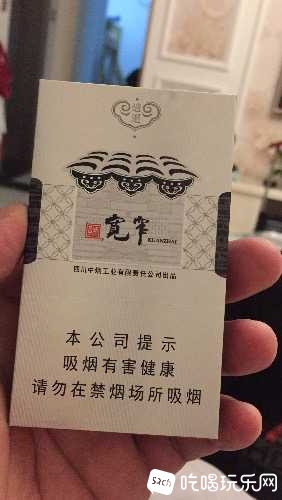 宽窄
KUANZHAI
四川中烟工业有限责任公司出品
本公司提示
吸烟有害健康
请勿在禁烟场所吸烟
吃喝玩乐网